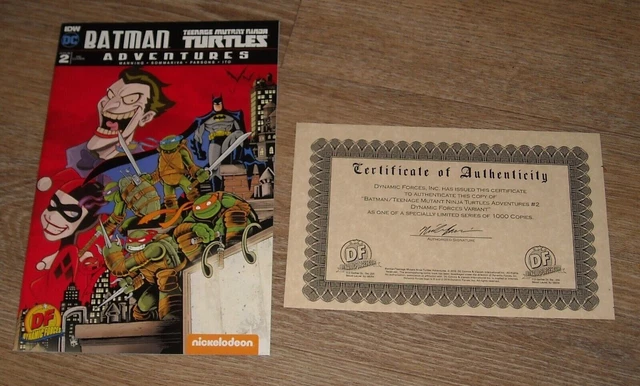 IDW
DC
BATMAN
TEENAGE MUTANT NINJA
TURTLES
ADVENTURES
2
MANNING • SOMMARIVA • PARSONS • ITO
DF
DYNAMIC FORCES
nickelodeon
Certificate of Authenticity
Dynamic Forces, Inc. has issued this certificate
to authenticate this copy of
"Batman/Teenage Mutant Ninja Turtles Adventures #2
Dynamic Forces Variant"
as one of a specially limited series of 1000 copies.
Authorized Signature
DF
DF